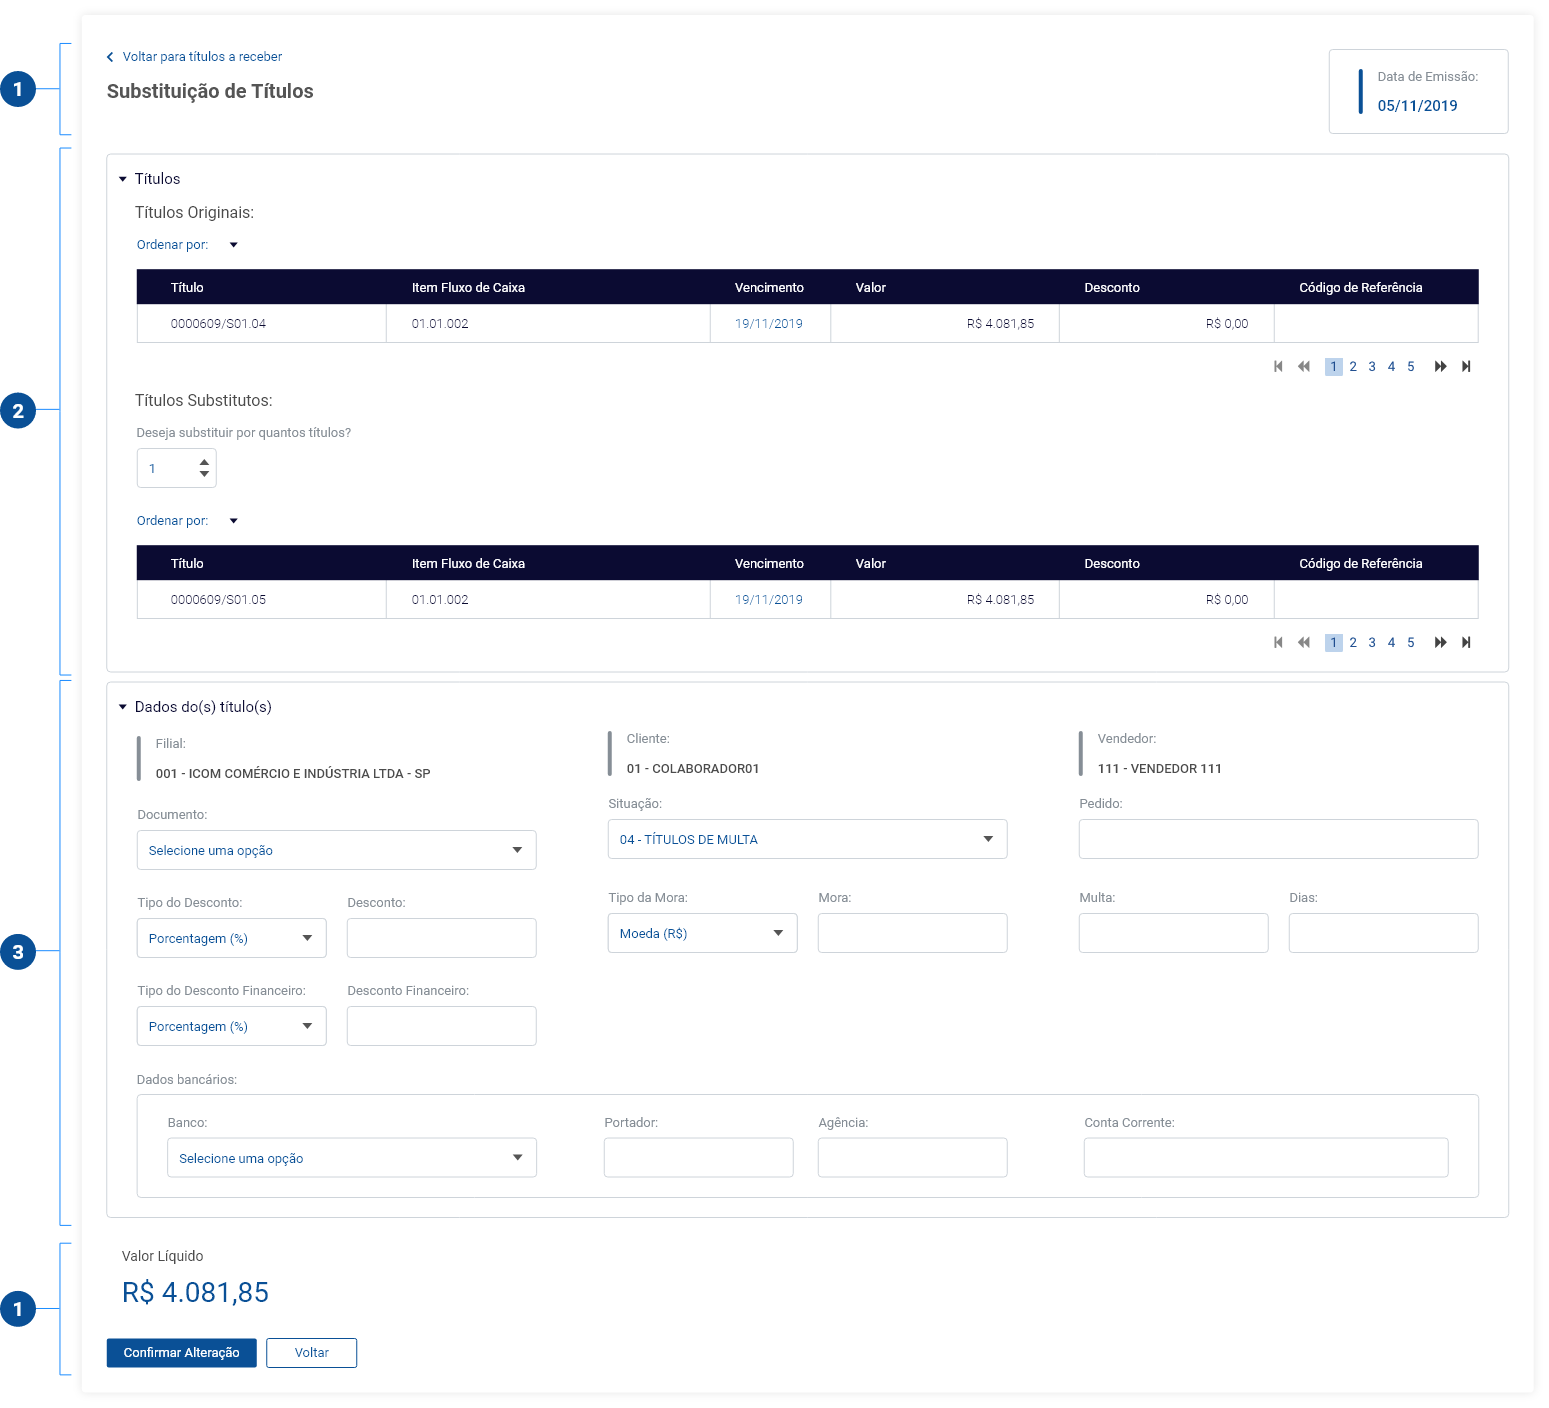 Voltar para títulos a receber
1
Substituição de Títulos
Data de Emissão:
05/11/2019
Títulos
Títulos Originais:
Ordenar por:
Título Item Fluxo de Caixa Vencimento Valor Desconto Código de Referência
0000609/S01.04 01.01.002 19/11/2019 R$ 4.081,85 R$ 0,00
1 2 3 4 5
Títulos Substitutos:
2
Deseja substituir por quantos títulos?
1
Ordenar por:
Título Item Fluxo de Caixa Vencimento Valor Desconto Código de Referência
0000609/S01.05 01.01.002 19/11/2019 R$ 4.081,85 R$ 0,00
1 2 3 4 5
Dados do(s) título(s)
Filial: Cliente: Vendedor:
001 - ICOM COMÉRCIO E INDÚSTRIA LTDA - SP 01 - COLABORADOR01 111 - VENDEDOR 111
Documento: Situação: Pedido:
Selecione uma opção 04 - TÍTULOS DE MULTA
Tipo do Desconto: Desconto: Tipo da Mora: Mora: Multa: Dias:
Porcentagem (%) Moeda (R$)
3
Tipo do Desconto Financeiro: Desconto Financeiro:
Porcentagem (%)
Dados bancários:
Banco: Portador: Agência: Conta Corrente:
Selecione uma opção
Valor Líquido
R$ 4.081,85
1
Confirmar Alteração Voltar